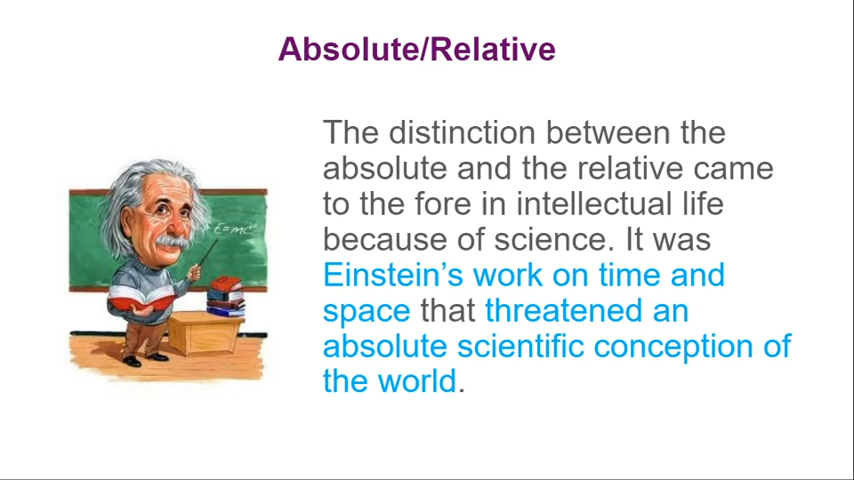 Absolute/Relative
E=mc²
The distinction between the
absolute and the relative came
to the fore in intellectual life
because of science. It was
Einstein’s work on time and
space that threatened an
absolute scientific conception of
the world.